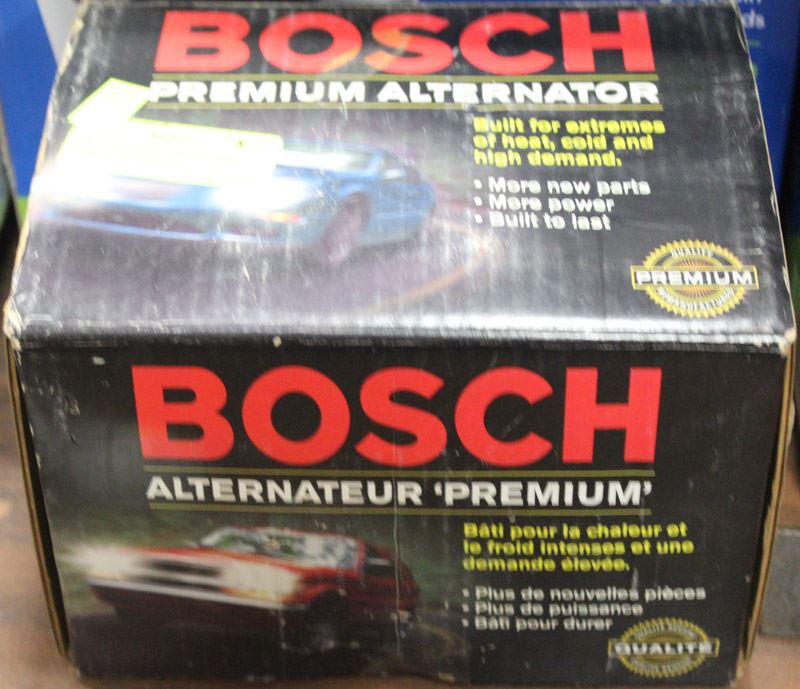 BOSCH
PREMIUM ALTERNATOR
Built for extremes
of heat, cold and
high demand.
• More new parts
• More power
• Built to last
QUALITY
PREMIUM
REMANUFACTURED
BOSCH
ALTERNATEUR 'PREMIUM'
Bâti pour la chaleur et
le froid intenses et une
demande élevée.
• Plus de nouvelles pièces
• Plus de puissance
• Bâti pour durer
QUALITÉ